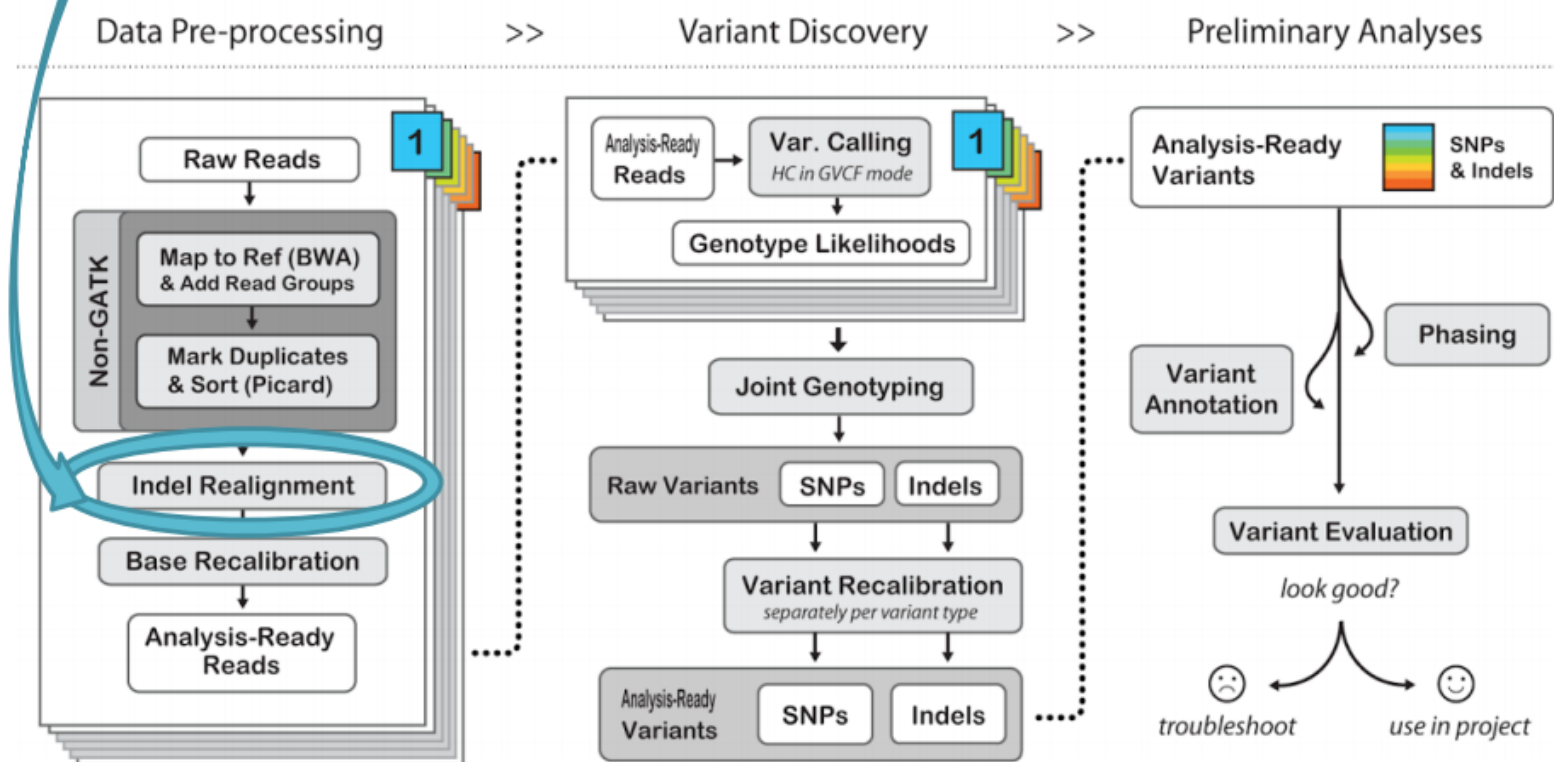 Data Pre-processing >> Variant Discovery >> Preliminary Analyses
1
Raw Reads
Non-GATK
Map to Ref (BWA)
& Add Read Groups
Mark Duplicates
& Sort (Picard)
Indel Realignment
Base Recalibration
Analysis-Ready
Reads
Analysis-Ready
Reads
Var. Calling
HC in GVCF mode
1
Genotype Likelihoods
Joint Genotyping
Raw Variants SNPs Indels
Variant Recalibration
separately per variant type
Analysis-Ready
Variants
SNPs Indels
Analysis-Ready
Variants
SNPs
& Indels
Phasing
Variant
Annotation
Variant Evaluation
look good?
troubleshoot use in project